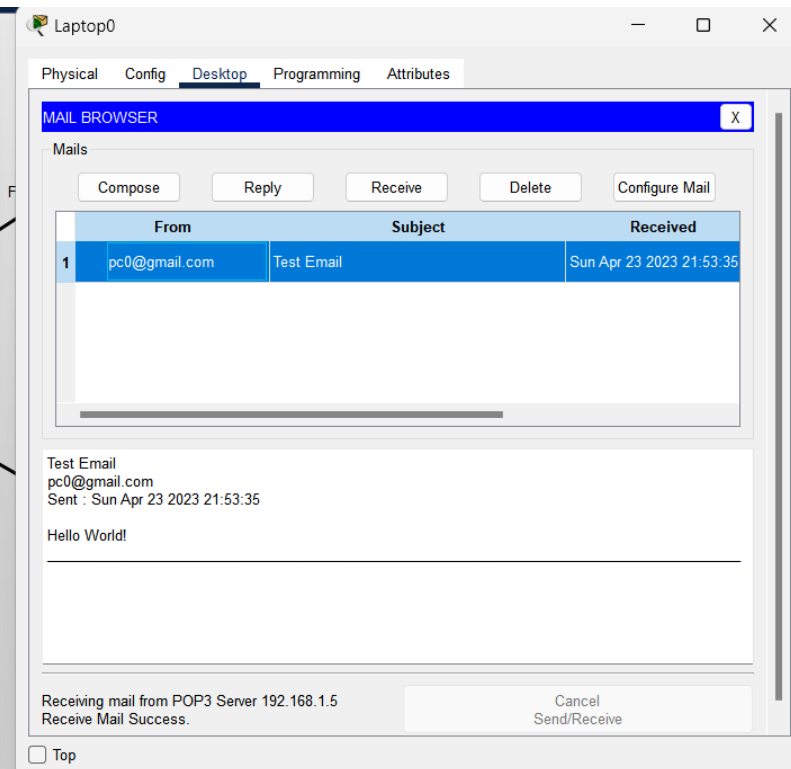 Laptop0
Physical Config Desktop Programming Attributes
MAIL BROWSER X
Mails
F
Compose Reply Receive Delete Configure Mail
From Subject Received
1 pc0@gmail.com Test Email Sun Apr 23 2023 21:53:35
Test Email
pc0@gmail.com
Sent : Sun Apr 23 2023 21:53:35
Hello World!
Receiving mail from POP3 Server 192.168.1.5
Receive Mail Success.
Cancel
Send/Receive
Top